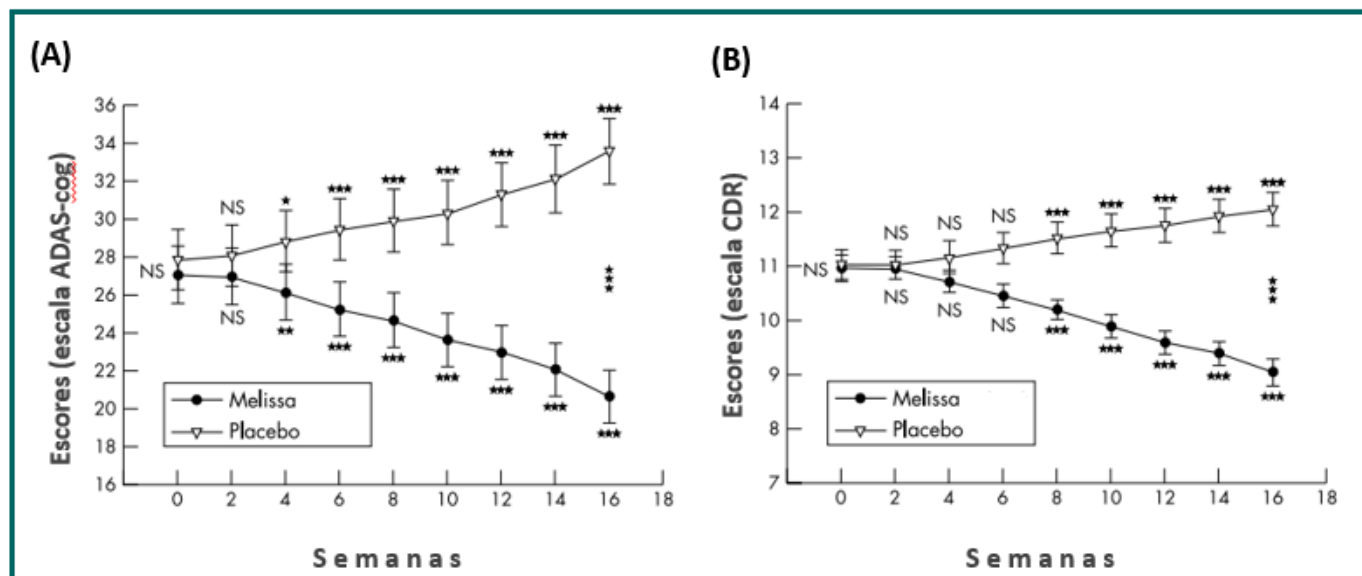 (A)
Escores (escala ADAS-cog)
36
34
32
30
28
26
24
22
20
18
16
NS
NS
NS
*
**
***
***
***
***
***
***
***
***
***
***
***
***
***
Melissa
Placebo
0 2 4 6 8 10 12 14 16 18
Semanas
(B)
Escores (escala CDR)
14
13
12
11
10
9
8
7
NS
NS
NS
NS
NS
NS
NS
***
***
***
***
***
***
***
***
***
***
***
Melissa
Placebo
0 2 4 6 8 10 12 14 16 18
Semanas